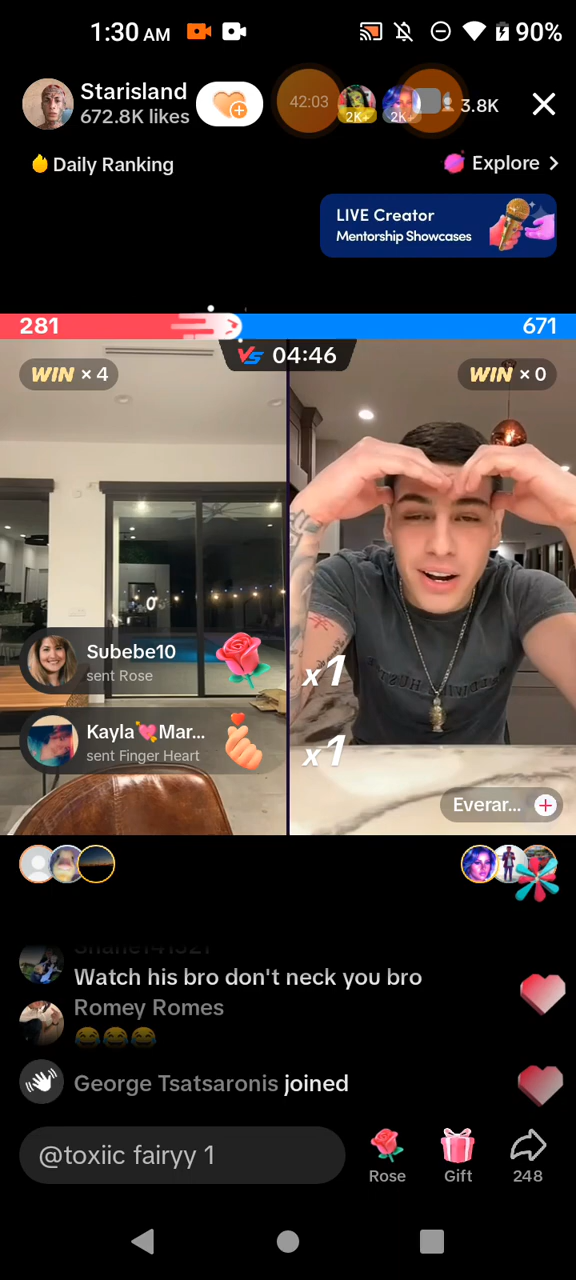 1:30 AM
90%
Starisland
672.8K likes
42:03
2K+
2K+
3.8K
Daily Ranking
Explore
LIVE Creator
Mentorship Showcases
281
671
VS 04:46
WIN × 4
WIN × 0
Subebe10
sent Rose
x1
Kayla💘Mar...
sent Finger Heart
x1
Everar...
Watch his bro don't neck you bro
Romey Romes
😂😂😂
George Tsatsaronis joined
@toxiic fairyy 1
Rose
Gift
248